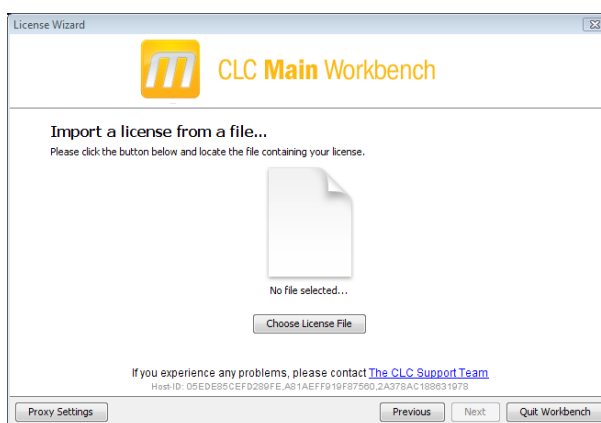 License Wizard
CLC Main Workbench
Import a license from a file...
Please click the button below and locate the file containing your license.
No file selected...
Choose License File
If you experience any problems, please contact The CLC Support Team
Host-ID: 05EDE85CEFD289FE,A81AEFF919F87560,2A378AC188631978
Proxy Settings
Previous
Next
Quit Workbench